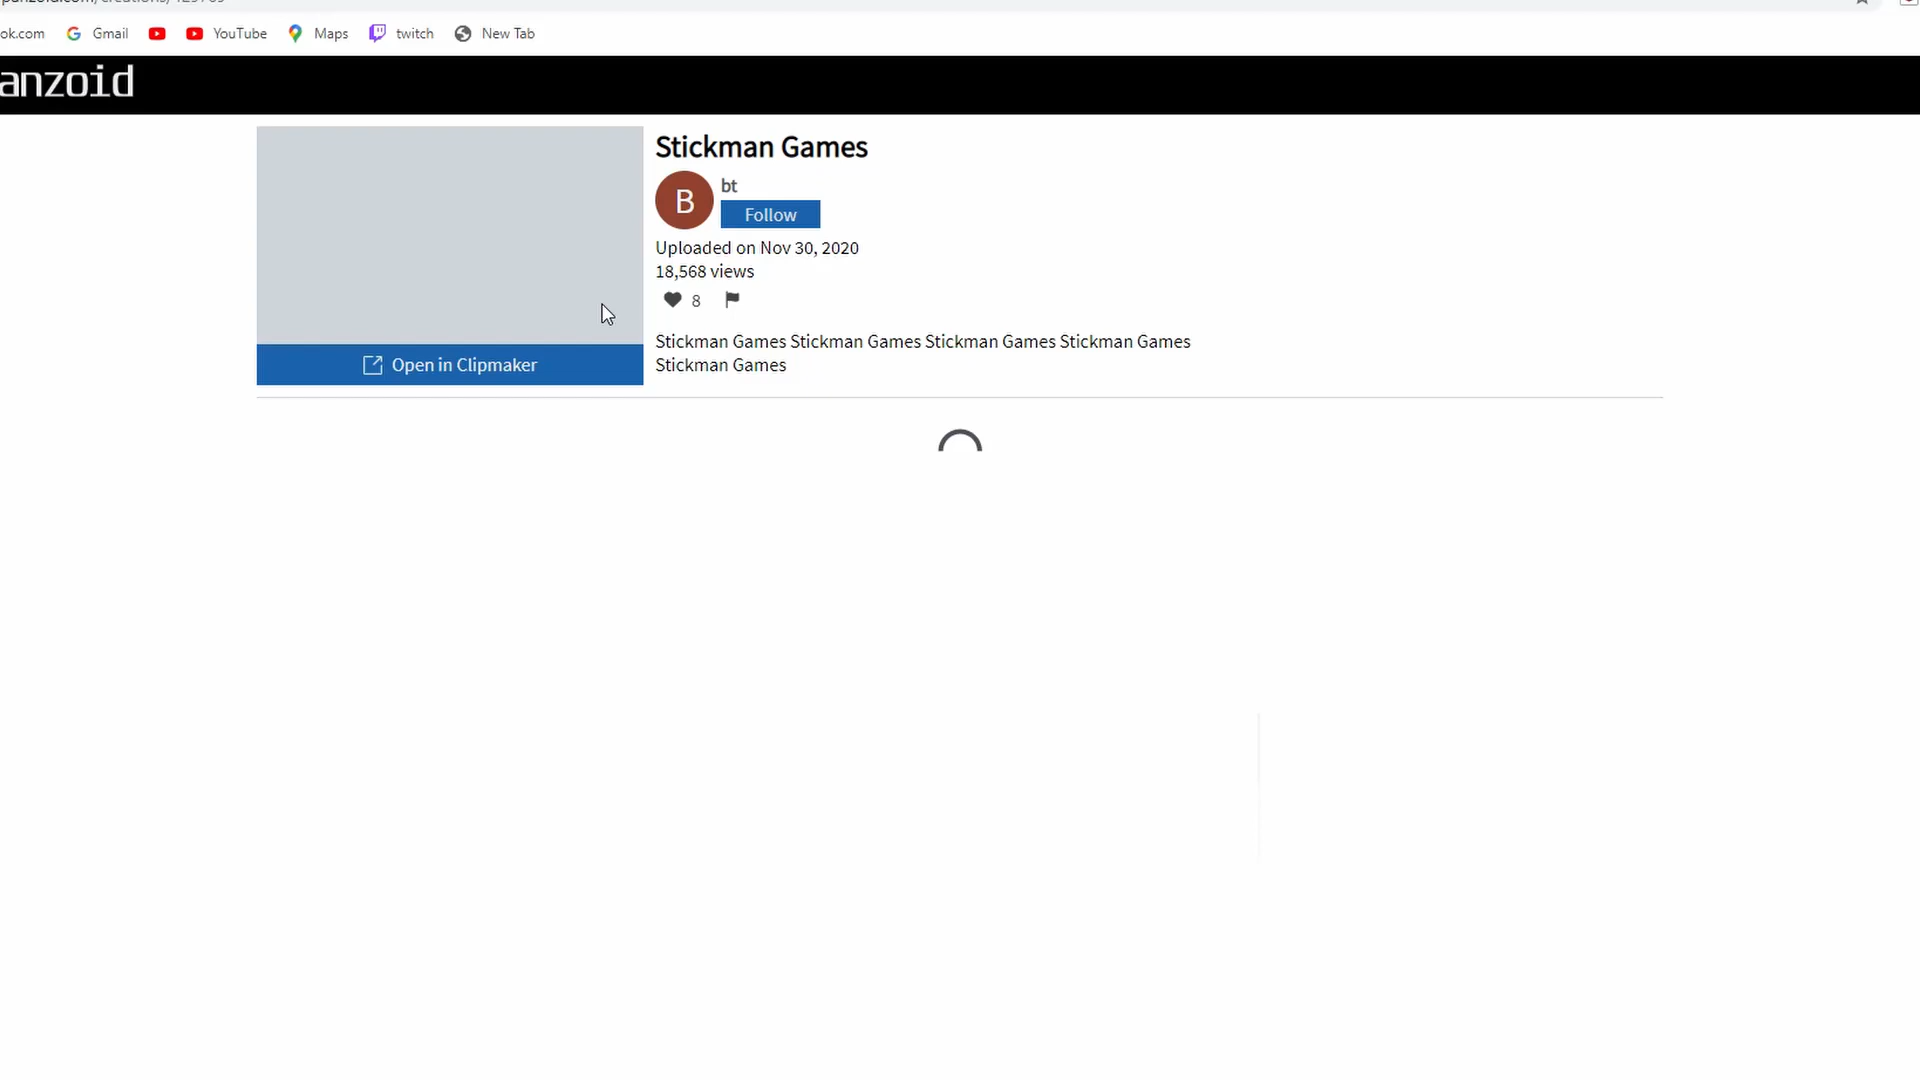 ok.com Gmail YouTube Maps twitch New Tab
anzoid
Stickman Games
B
bt
Follow
Uploaded on Nov 30, 2020
18,568 views
8
Open in Clipmaker
Stickman Games Stickman Games Stickman Games Stickman Games
Stickman Games